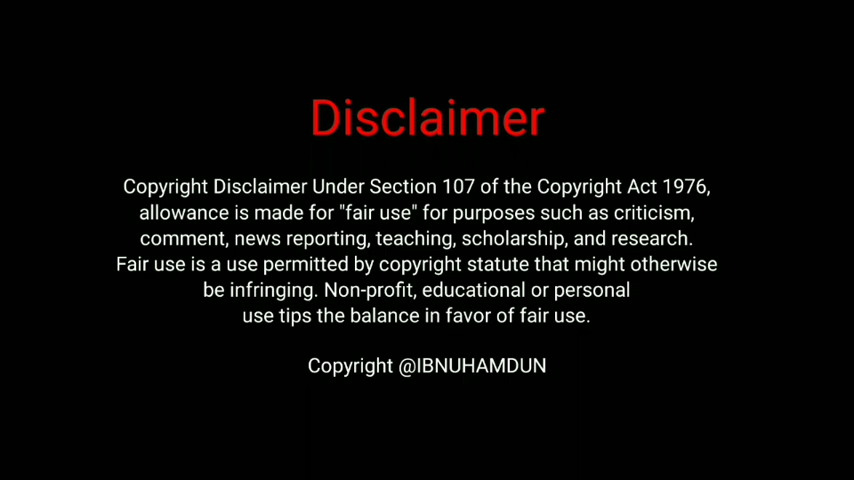 Disclaimer
Copyright Disclaimer Under Section 107 of the Copyright Act 1976,
allowance is made for "fair use" for purposes such as criticism,
comment, news reporting, teaching, scholarship, and research.
Fair use is a use permitted by copyright statute that might otherwise
be infringing. Non-profit, educational or personal
use tips the balance in favor of fair use.
Copyright @IBNUHAMDUN